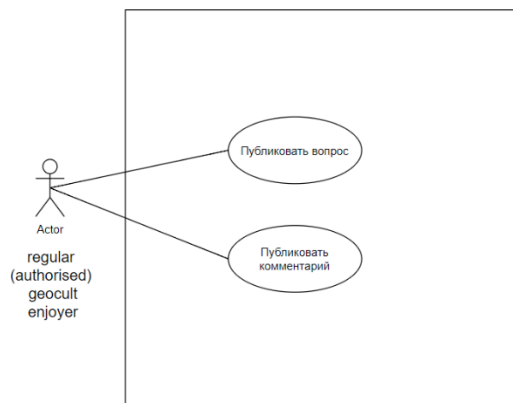 Публиковать вопрос
Actor
regular
(authorised)
geocult
enjoyer
Публиковать
комментарий